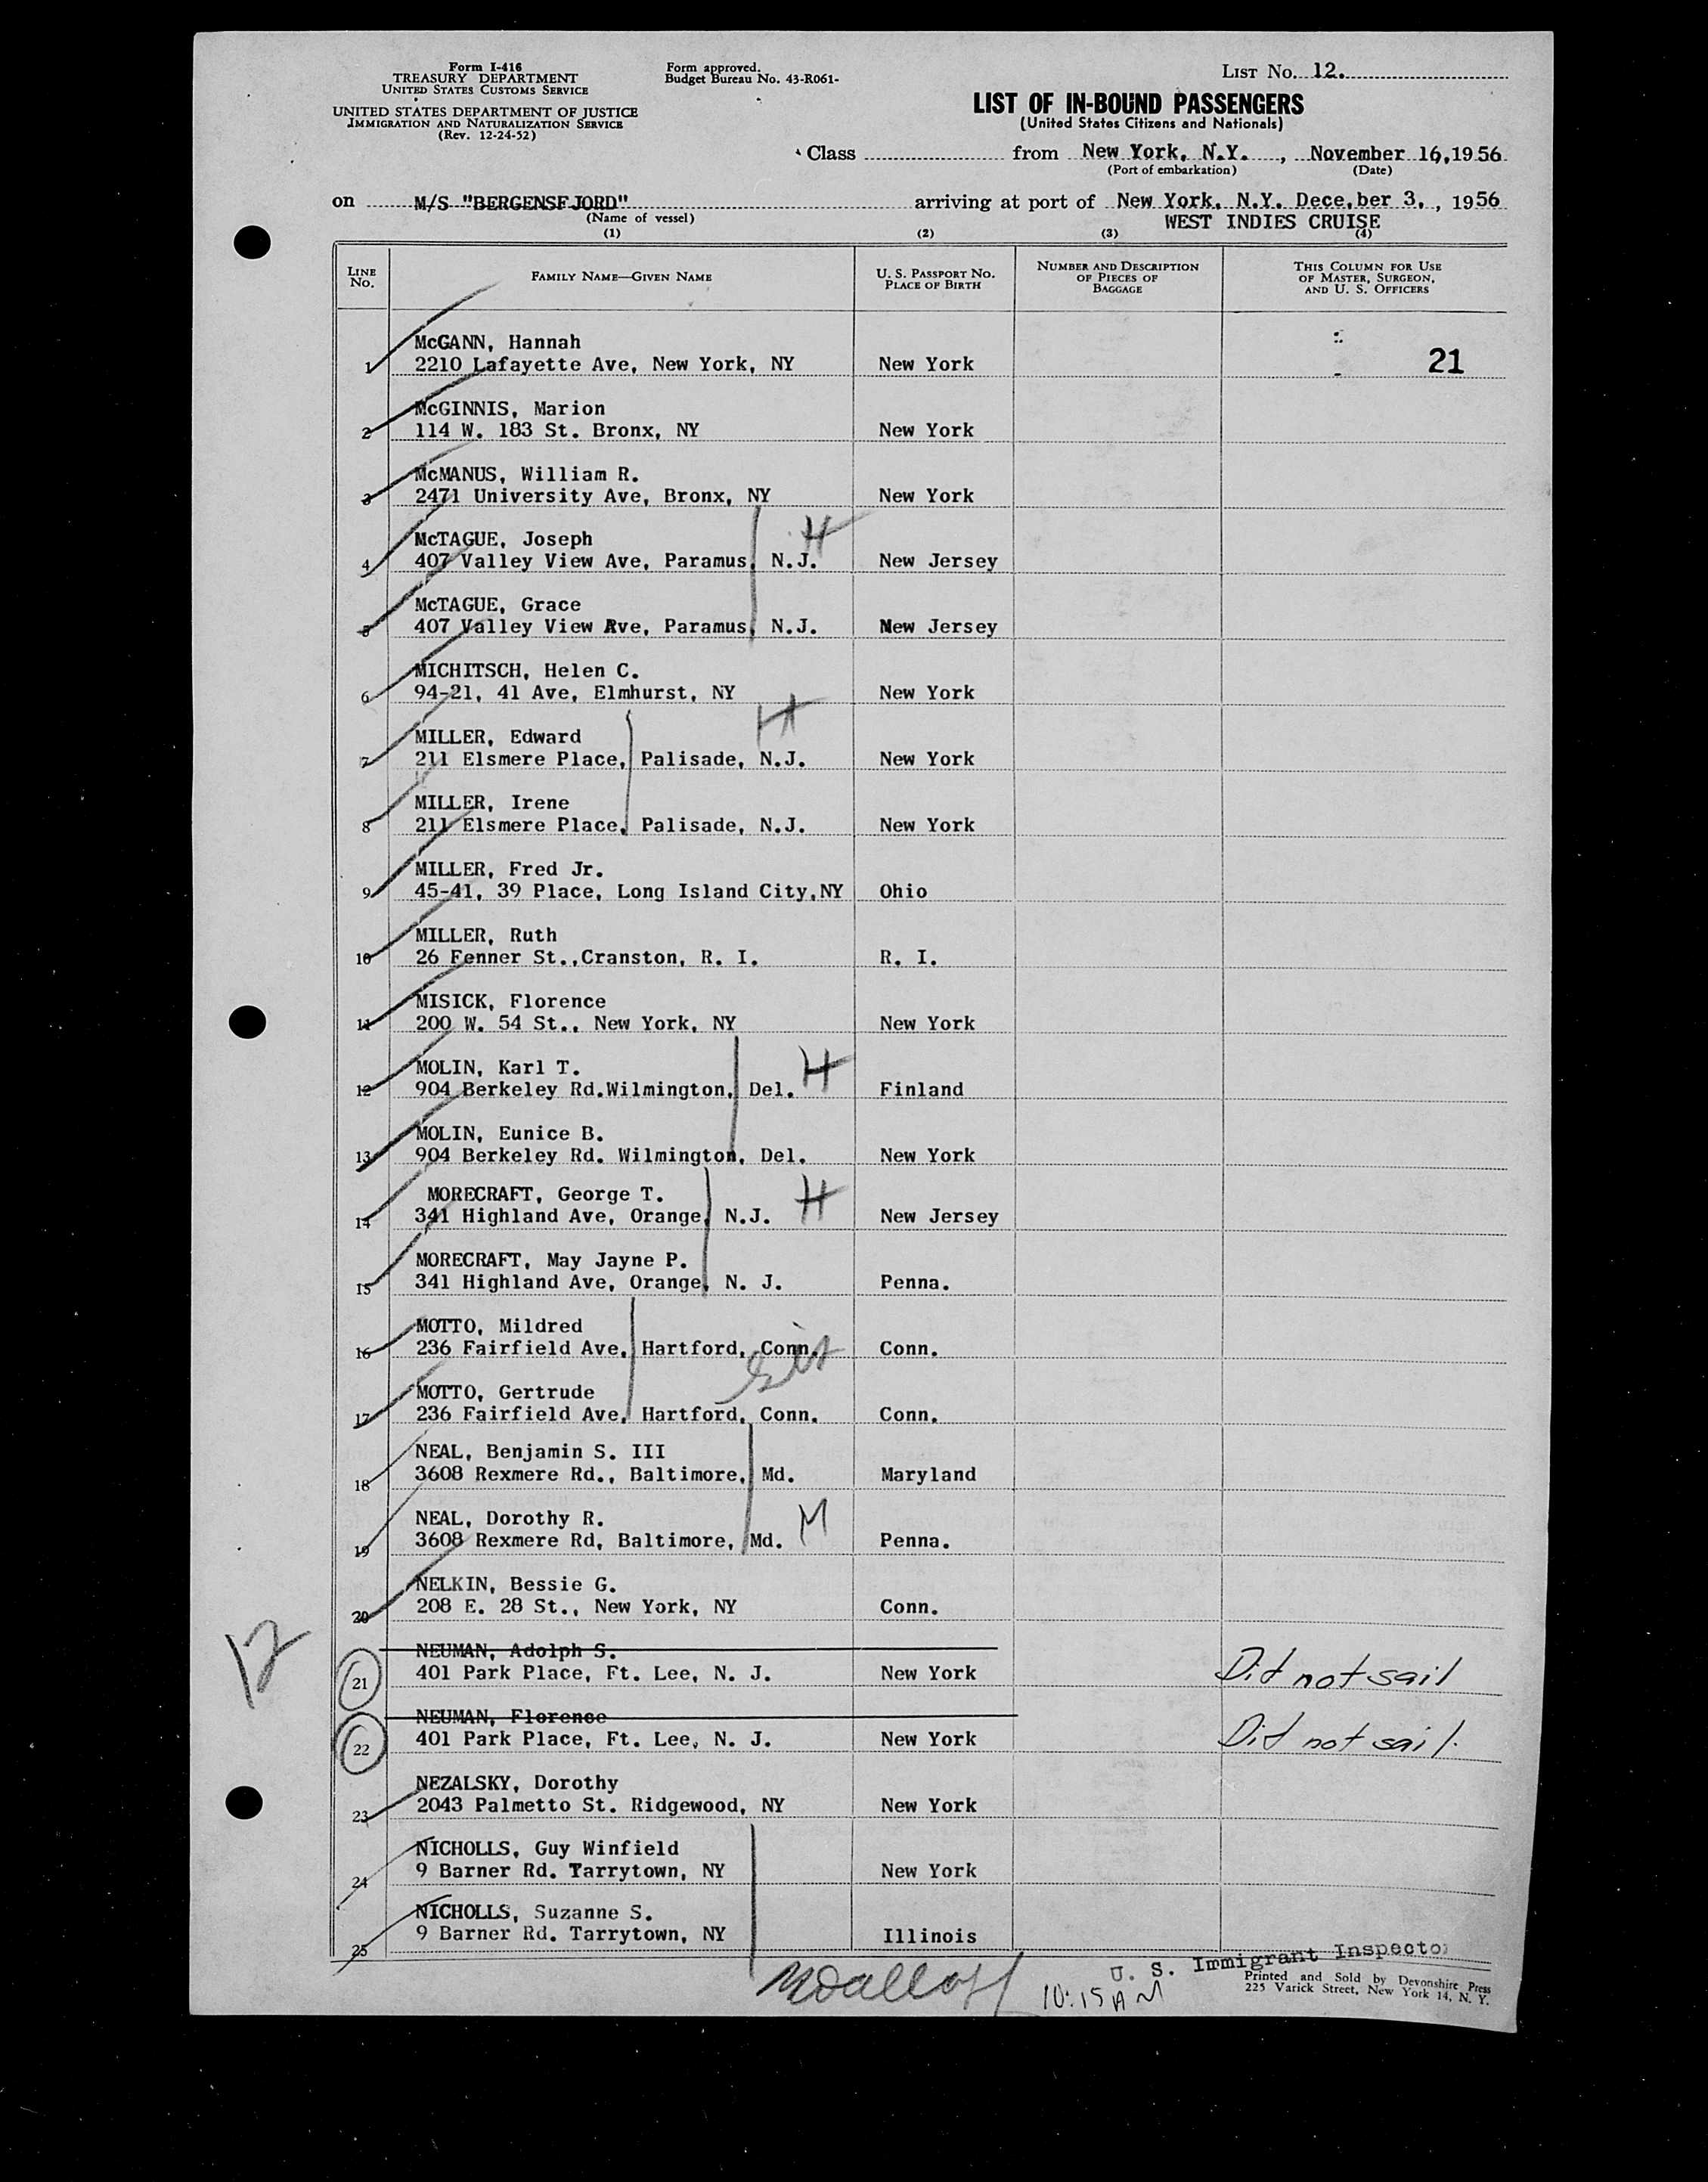 Form I-416
TREASURY DEPARTMENT
UNITED STATES CUSTOMS SERVICE
UNITED STATES DEPARTMENT OF JUSTICE
IMMIGRATION AND NATURALIZATION SERVICE
(Rev. 12-24-52)
Form approved.
Budget Bureau No. 43-R061-
LIST No. 12.
LIST OF IN-BOUND PASSENGERS
(United States Citizens and Nationals)
Class from New York, N.Y. , November 16, 1956
(Port of embarkation) (Date)
on M/S "BERGENSFJORD" arriving at port of New York, N.Y. Dece,ber 3, , 1956
(Name of vessel) WEST INDIES CRUISE
(1) (2) (3) (4)
LINE No. FAMILY NAME—GIVEN NAME U. S. PASSPORT No. PLACE OF BIRTH NUMBER AND DESCRIPTION OF PIECES OF BAGGAGE THIS COLUMN FOR USE OF MASTER, SURGEON, AND U. S. OFFICERS
McGANN, Hannah
1 2210 Lafayette Ave, New York, NY New York 21
McGINNIS, Marion
2 114 W. 183 St. Bronx, NY New York
McMANUS, William R.
3 2471 University Ave, Bronx, NY New York
McTAGUE, Joseph H
4 407 Valley View Ave, Paramus, N.J. New Jersey
McTAGUE, Grace
5 407 Valley View Ave, Paramus, N.J. New Jersey
MICHITSCH, Helen C.
6 94-21, 41 Ave, Elmhurst, NY New York
MILLER, Edward H
7 211 Elsmere Place, Palisade, N.J. New York
MILLER, Irene
8 211 Elsmere Place, Palisade, N.J. New York
MILLER, Fred Jr.
9 45-41, 39 Place, Long Island City,NY Ohio
MILLER, Ruth
10 26 Fenner St.,Cranston, R. I. R. I.
MISICK, Florence
11 200 W. 54 St., New York, NY New York
MOLIN, Karl T. H
12 904 Berkeley Rd.Wilmington, Del. Finland
MOLIN, Eunice B.
13 904 Berkeley Rd. Wilmington, Del. New York
MORECRAFT, George T. H
14 341 Highland Ave, Orange, N.J. New Jersey
MORECRAFT, May Jayne P.
15 341 Highland Ave, Orange, N. J. Penna.
MOTTO, Mildred
16 236 Fairfield Ave, Hartford, Conn. Conn.
MOTTO, Gertrude
17 236 Fairfield Ave, Hartford, Conn. Conn.
NEAL, Benjamin S. III
18 3608 Rexmere Rd., Baltimore, Md. Maryland
NEAL, Dorothy R.
19 3608 Rexmere Rd, Baltimore, Md. M Penna.
NELKIN, Bessie G.
20 208 E. 28 St., New York, NY Conn.
12
NEUMAN, Adolph S.
21 401 Park Place, Ft. Lee, N. J. New York Did not sail
NEUMAN, Florence
22 401 Park Place, Ft. Lee, N. J. New York Did not sail.
NEZALSKY, Dorothy
23 2043 Palmetto St. Ridgewood, NY New York
NICHOLLS, Guy Winfield
24 9 Barner Rd. Tarrytown, NY New York
NICHOLLS, Suzanne S.
25 9 Barner Rd. Tarrytown, NY Illinois
U. S. Immigrant Inspector
10:15 AM
Printed and Sold by Devonshire Press
225 Varick Street, New York 14, N. Y.